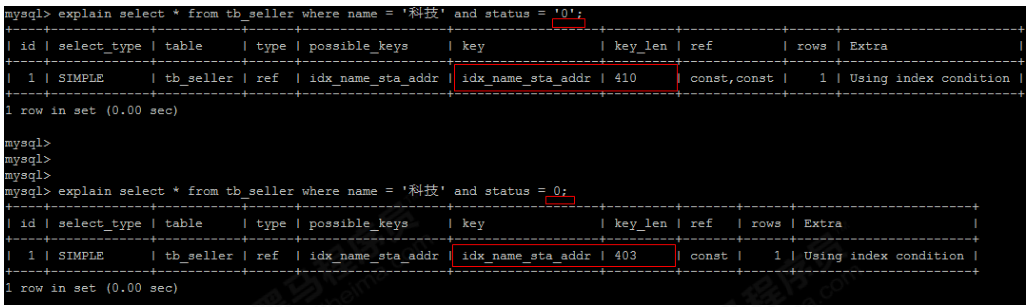 mysql> explain select * from tb_seller where name = '科技' and status = '0';
| id | select_type | table | type | possible_keys | key | key_len | ref | rows | Extra |
| 1 | SIMPLE | tb_seller | ref | idx_name_sta_addr | idx_name_sta_addr | 410 | const,const | 1 | Using index condition |
1 row in set (0.00 sec)
mysql>
mysql>
mysql>
mysql> explain select * from tb_seller where name = '科技' and status = 0;
| id | select_type | table | type | possible_keys | key | key_len | ref | rows | Extra |
| 1 | SIMPLE | tb_seller | ref | idx_name_sta_addr | idx_name_sta_addr | 403 | const | 1 | Using index condition |
1 row in set (0.00 sec)